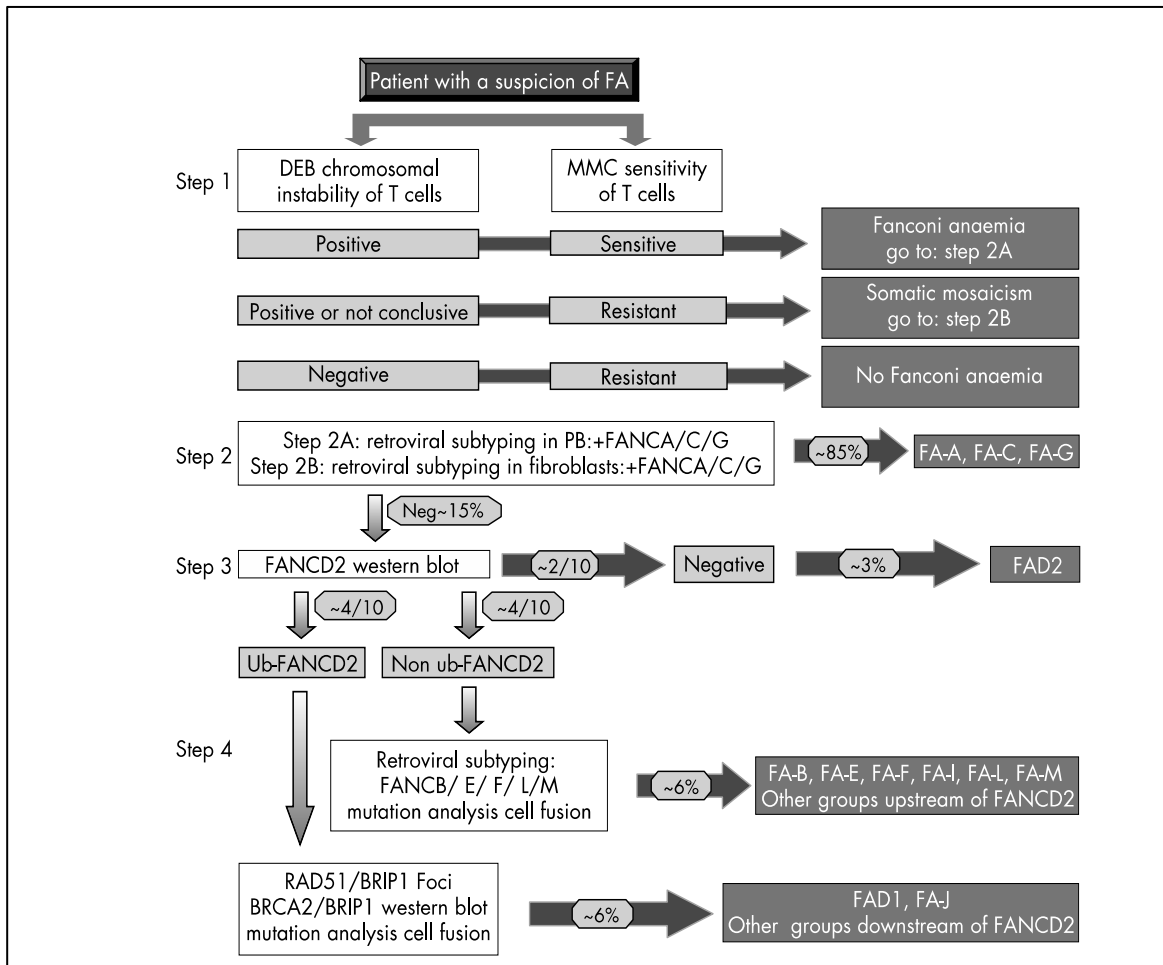 Patient with a suspicion of FA
Step 1
DEB chromosomal
instability of T cells
MMC sensitivity
of T cells
Positive
Sensitive
Fanconi anaemia
go to: step 2A
Positive or not conclusive
Resistant
Somatic mosaicism
go to: step 2B
Negative
Resistant
No Fanconi anaemia
Step 2
Step 2A: retroviral subtyping in PB:+FANCA/C/G
Step 2B: retroviral subtyping in fibroblasts:+FANCA/C/G
~85%
FA-A, FA-C, FA-G
Neg~15%
Step 3
FANCD2 western blot
~2/10
Negative
~3%
FAD2
~4/10
~4/10
Ub-FANCD2
Non ub-FANCD2
Step 4
Retroviral subtyping:
FANCB/ E/ F/ L/M
mutation analysis cell fusion
~6%
FA-B, FA-E, FA-F, FA-I, FA-L, FA-M
Other groups upstream of FANCD2
RAD51/BRIP1 Foci
BRCA2/BRIP1 western blot
mutation analysis cell fusion
~6%
FAD1, FA-J
Other groups downstream of FANCD2